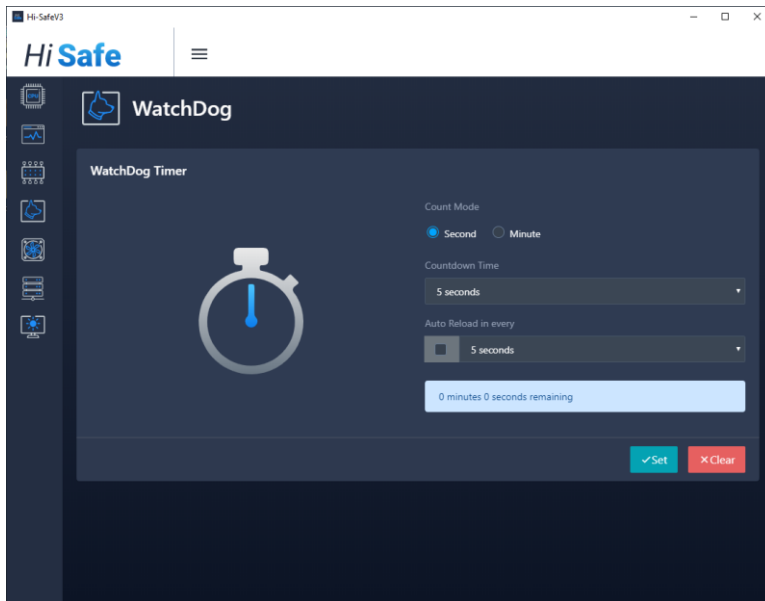 Hi-SafeV3
Hi Safe
CPU
WatchDog
WatchDog Timer
Count Mode
Second Minute
Countdown Time
5 seconds
Auto Reload in every
5 seconds
0 minutes 0 seconds remaining
Set Clear